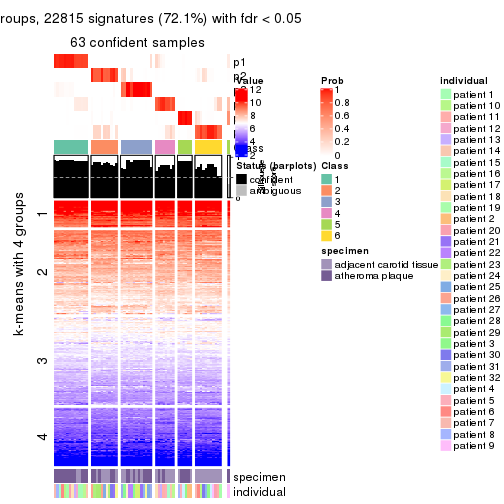 roups, 22815 signatures (72.1%) with fdr < 0.05
63 confident samples
p1
p2
Value
12
10
8
6
4
2
0
Prob
1
0.8
0.6
0.4
0.2
0
Status (barplots)
confident
ambiguous
Class
1
2
3
4
5
6
specimen
adjacent carotid tissue
atheroma plaque
individual
patient 1
patient 10
patient 11
patient 12
patient 13
patient 14
patient 15
patient 16
patient 17
patient 18
patient 19
patient 2
patient 20
patient 21
patient 22
patient 23
patient 24
patient 25
patient 26
patient 27
patient 28
patient 29
patient 3
patient 30
patient 31
patient 32
patient 4
patient 5
patient 6
patient 7
patient 8
patient 9
k-means with 4 groups
1
2
3
4
specimen
individual